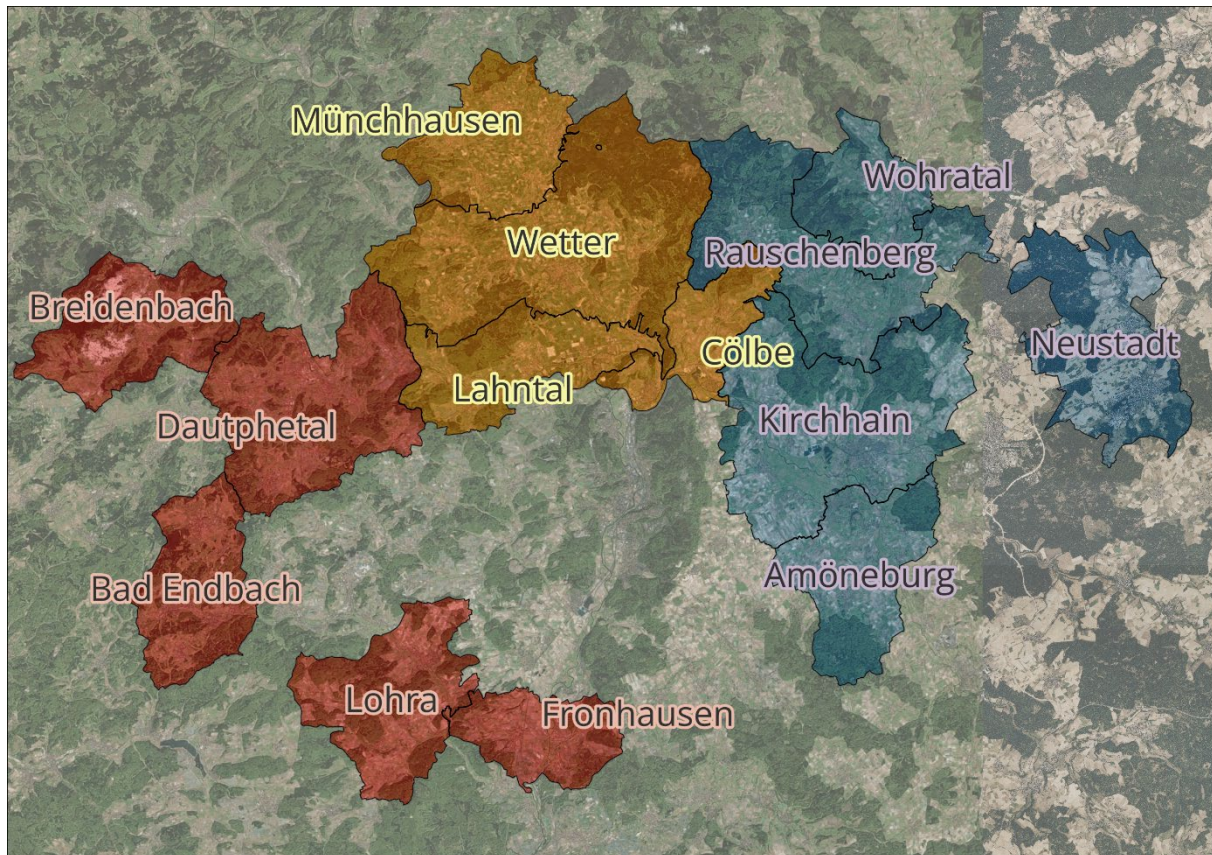 Münchhausen
Wohratal
Wetter
Rauschenberg
Breidenbach
Neustadt
Cölbe
Lahntal
Dautphetal
Kirchhain
Amöneburg
Bad Endbach
Lohra
Fronhausen